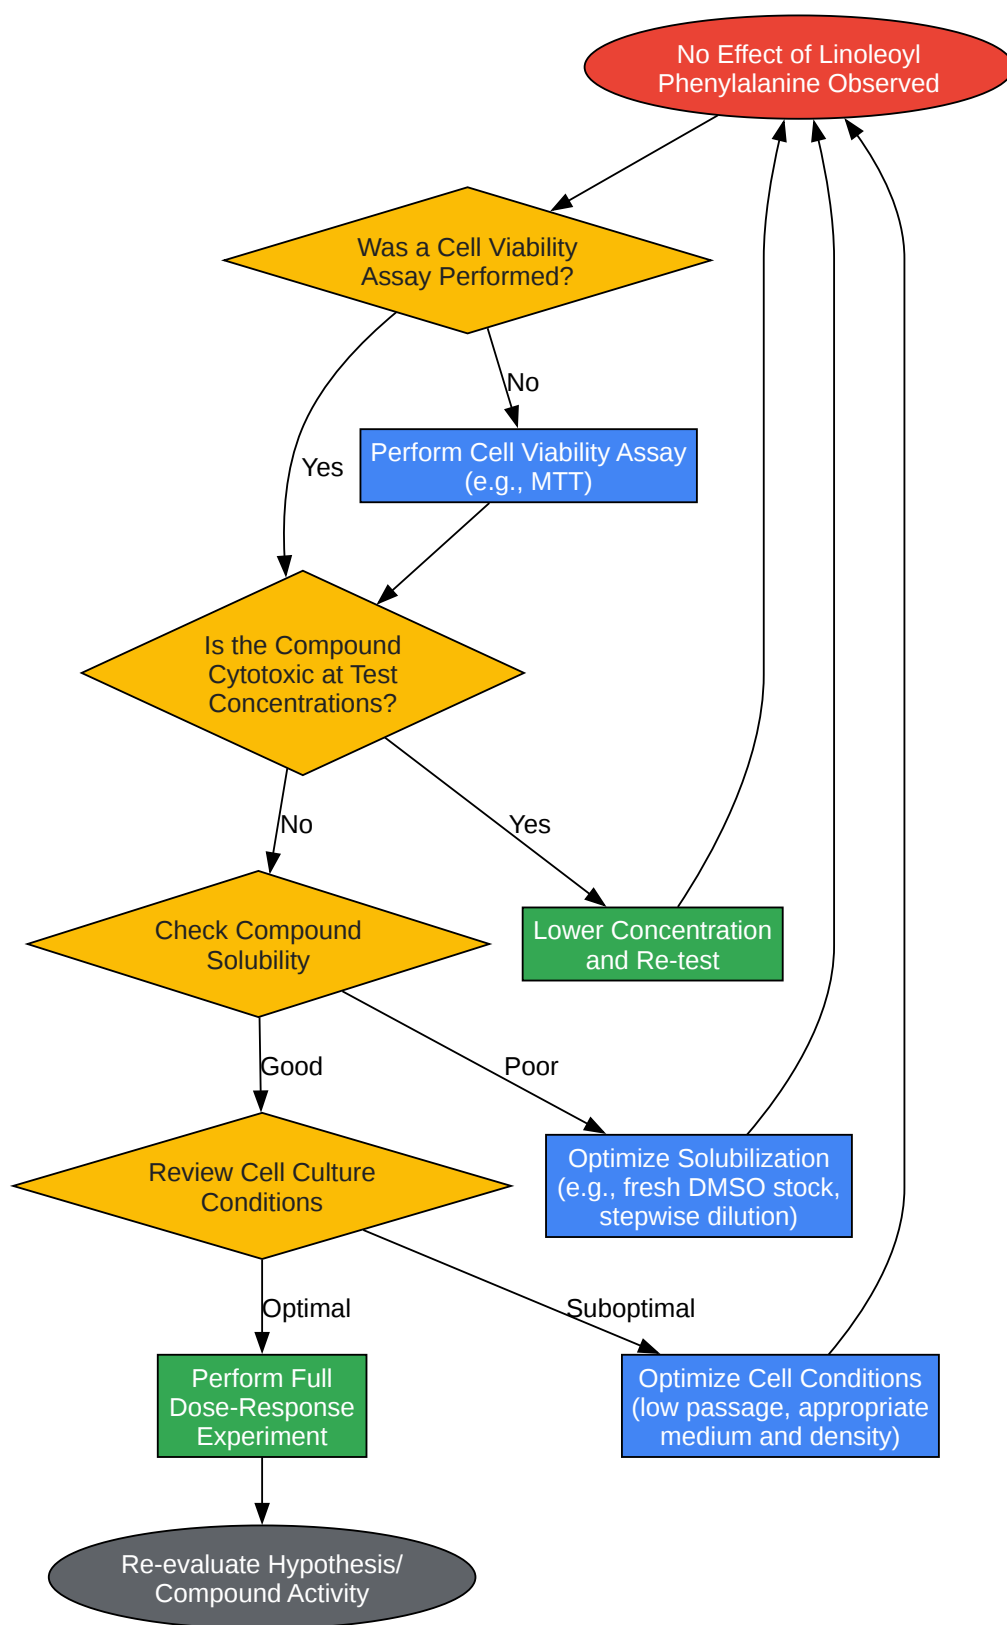 No Effect of Linoleoyl
Phenylalanine Observed
Was a Cell Viability
Assay Performed?
No
Yes
Perform Cell Viability Assay
(e.g., MTT)
Is the Compound
Cytotoxic at Test
Concentrations?
No
Yes
Check Compound
Solubility
Lower Concentration
and Re-test
Good
Poor
Review Cell Culture
Conditions
Optimize Solubilization
(e.g., fresh DMSO stock,
stepwise dilution)
Optimal
Suboptimal
Perform Full
Dose-Response
Experiment
Optimize Cell Conditions
(low passage, appropriate
medium and density)
Re-evaluate Hypothesis/
Compound Activity